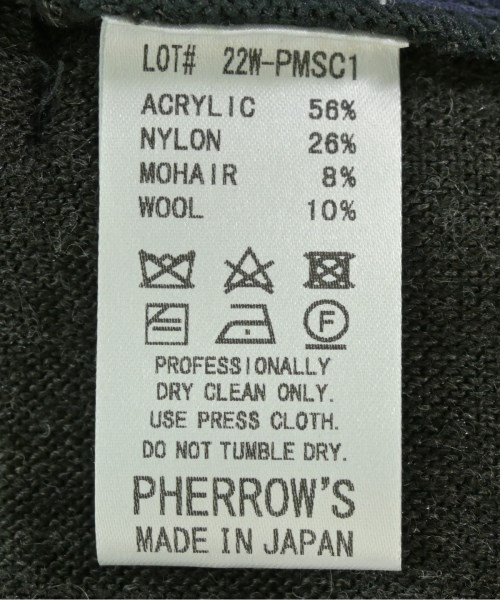 LOT# 22W-PMSC1
ACRYLIC 56%
NYLON 26%
MOHAIR 8%
WOOL 10%
F
PROFESSIONALLY
DRY CLEAN ONLY.
USE PRESS CLOTH.
DO NOT TUMBLE DRY.
PHERROW'S
MADE IN JAPAN